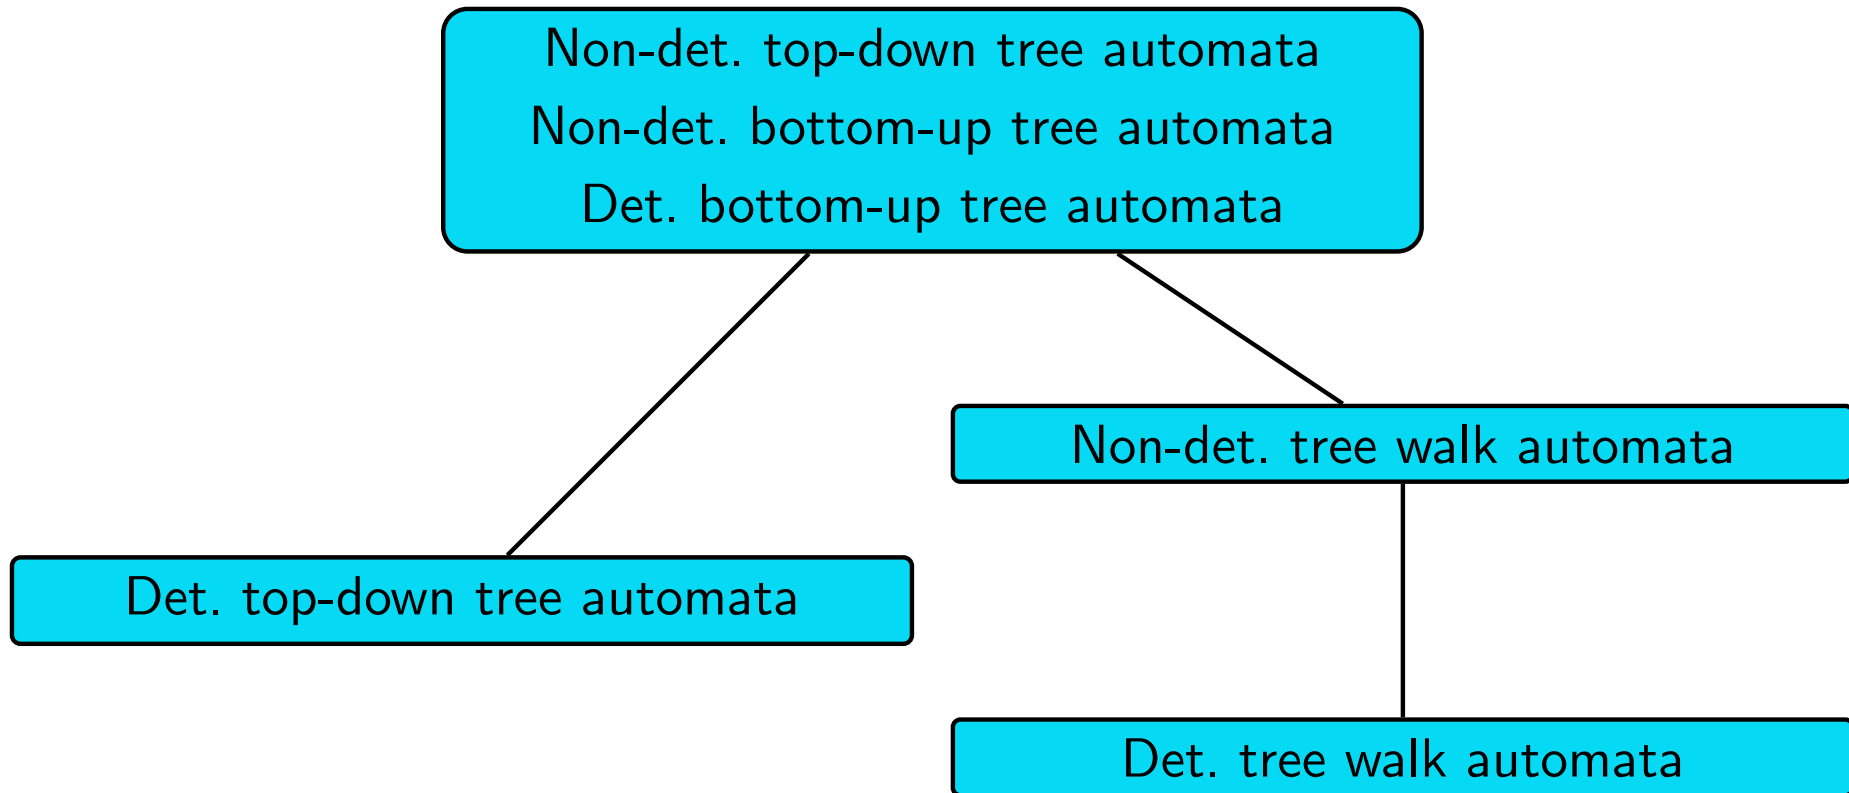 Non-det. top-down tree automata
Non-det. bottom-up tree automata
Det. bottom-up tree automata
Non-det. tree walk automata
Det. top-down tree automata
Det. tree walk automata